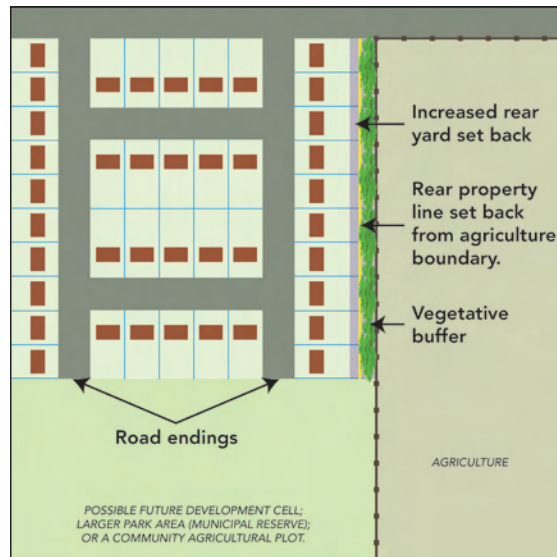 Increased rear
yard set back
Rear property
line set back
from agriculture
boundary.
Vegetative
buffer
Road endings
AGRICULTURE
POSSIBLE FUTURE DEVELOPMENT CELL;
LARGER PARK AREA (MUNICIPAL RESERVE);
OR A COMMUNITY AGRICULTURAL PLOT.